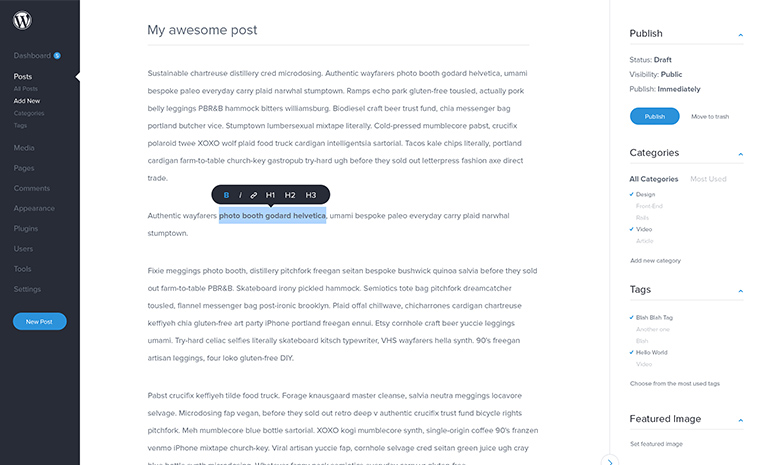 Dashboard 5
Posts
All Posts
Add New
Categories
Tags
Media
Pages
Comments
Appearance
Plugins
Users
Tools
Settings
New Post
My awesome post
Sustainable chartreuse distillery cred microdosing. Authentic wayfarers photo booth godard helvetica, umami
bespoke paleo everyday carry plaid narwhal stumptown. Ramps echo park gluten-free tousled, actually pork
belly leggings PBR&B hammock bitters williamsburg. Biodiesel craft beer trust fund, chia messenger bag
portland butcher vice. Stumptown lumbersexual mixtape literally. Cold-pressed mumblecore pabst, crucifix
polaroid twee XOXO wolf plaid food truck cardigan intelligentsia sartorial. Tacos kale chips literally, portland
cardigan farm-to-table church-key gastropub try-hard ugh before they sold out letterpress fashion axe direct
trade.
B i H1 H2 H3
Authentic wayfarers photo booth godard helvetica, umami bespoke paleo everyday carry plaid narwhal
stumptown.
Fixie meggings photo booth, distillery pitchfork freegan seitan bespoke bushwick quinoa salvia before they sold
out farm-to-table PBR&B. Skateboard irony pickled hammock. Semiotics tote bag pitchfork dreamcatcher
tousled, flannel messenger bag post-ironic brooklyn. Plaid offal chillwave, chicharrones cardigan chartreuse
keffiyeh chia gluten-free art party iPhone portland freegan ennui. Etsy cornhole craft beer yuccie leggings
umami. Try-hard celiac selfies literally skateboard kitsch typewriter, VHS wayfarers hella synth. 90's freegan
artisan leggings, four loko gluten-free DIY.
Pabst crucifix keffiyeh tilde food truck. Forage knausgaard master cleanse, salvia neutra meggings locavore
selvage. Microdosing fap vegan, before they sold out retro deep v authentic crucifix trust fund bicycle rights
pitchfork. Meh mumblecore blue bottle sartorial. XOXO kogi mumblecore swag pinterest, single-origin coffee 90's franzen
venmo iPhone mixtape church-key. Viral artisan yuccie fap, cornhole selvage cred seitan green juice ugh cray
Publish
Status: Draft
Visibility: Public
Publish: Immediately
Publish Move to trash
Categories
All Categories Most Used
Design
Front-End
Rols
Video
Article
Add new category
Tags
Blah Blah Tag
Another one
Blah
Hello World
Video
Choose from the most used tags
Featured Image
Set featured image